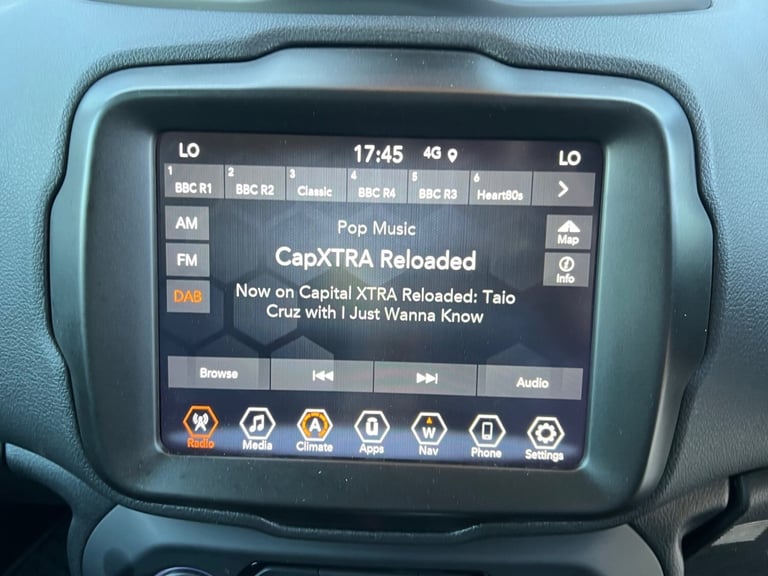 LO 17:45 4G LO
1 BBC R1 2 BBC R2 3 Classic 4 BBC R4 5 BBC R3 6 Heart80s
AM
FM
DAB
Pop Music
CapXTRA Reloaded
Now on Capital XTRA Reloaded: Taio
Cruz with I Just Wanna Know
Map
Info
Browse Audio
A W
Radio Media Climate Apps Nav Phone Settings